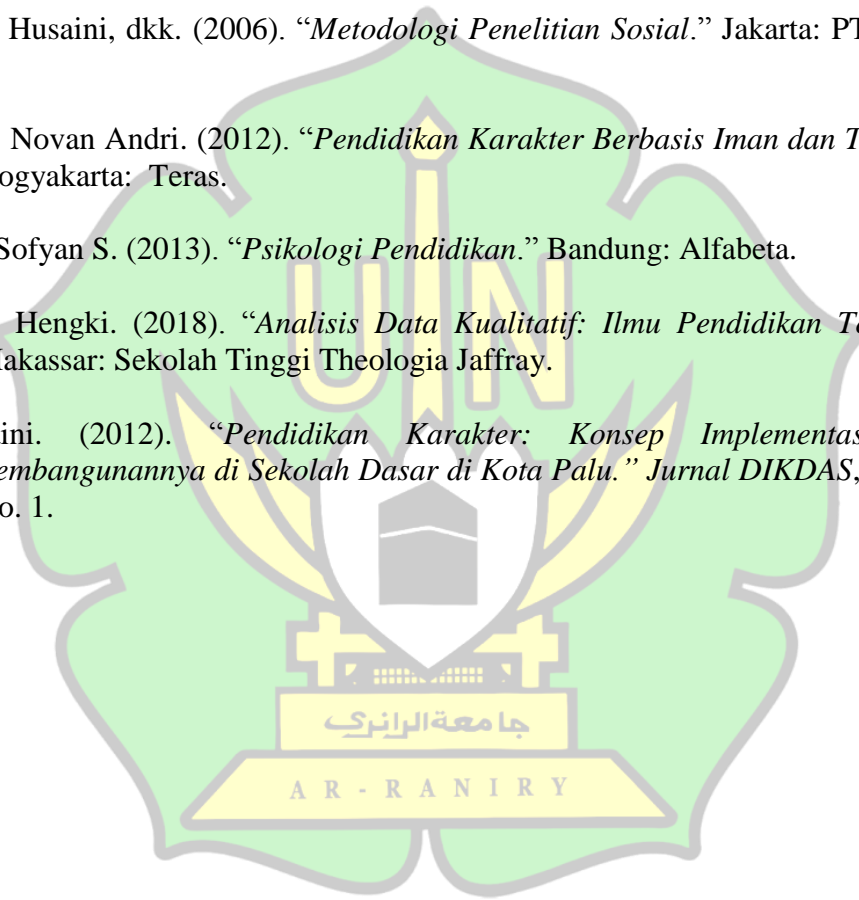 Husaini, dkk. (2006). “Metodologi Penelitian Sosial.” Jakarta: PT
Novan Andri. (2012). “Pendidikan Karakter Berbasis Iman dan T
ogyakarta: Teras.
Sofyan S. (2013). “Psikologi Pendidikan.” Bandung: Alfabeta.
Hengki. (2018). “Analisis Data Kualitatif: Ilmu Pendidikan T
Makassar: Sekolah Tinggi Theologia Jaffray.
ini. (2012). “Pendidikan Karakter: Konsep Implementas
embangunannya di Sekolah Dasar di Kota Palu.” Jurnal DIKDAS,
o. 1.
UIN
جامعة الرانري
AR-RANIRY